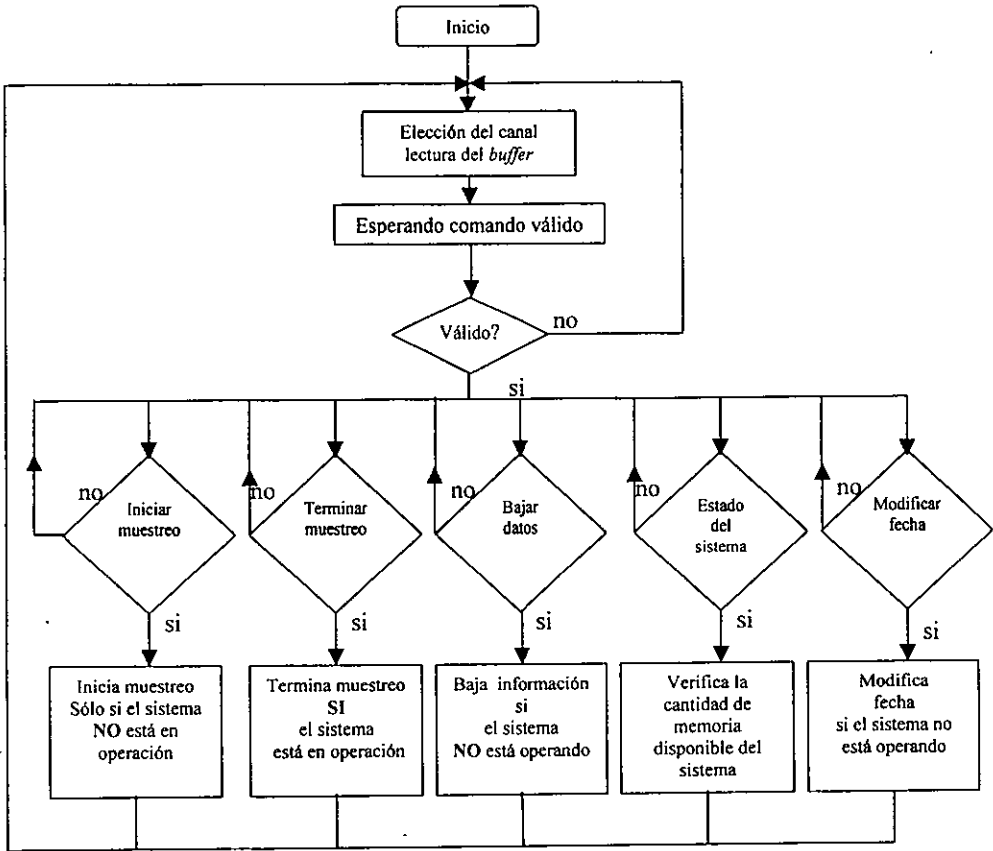 Inicio
Elección del canal
lectura del buffer
Esperando comando válido
Válido?
no
si
no
Iniciar
muestreo
no
Terminar
muestreo
no
Bajar
datos
no
Estado
del
sistema
no
Modificar
fecha
si
si
si
si
si
Inicia muestreo
Sólo si el sistema
NO está en
operación
Termina muestreo
SI
el sistema
está en operación
Baja información
si
el sistema
NO está operando
Verifica la
cantidad de
memoria
disponible del
sistema
Modifica
fecha
si el sistema no
está operando